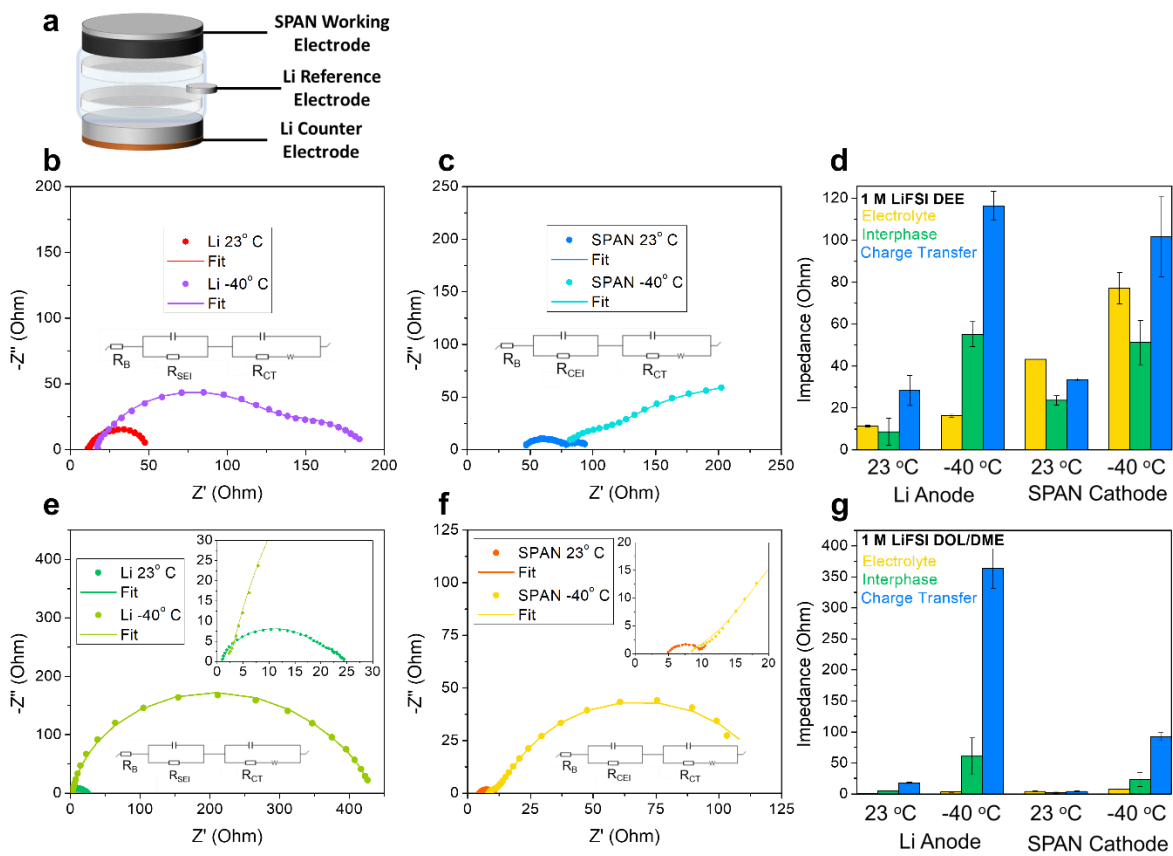 a
SPAN Working
Electrode
Li Reference
Electrode
Li Counter
Electrode
b
200
150
100
50
0
0
50
100
150
200
-Z'' (Ohm)
Z' (Ohm)
Li 23° C
Fit
Li -40° C
Fit
R_B
R_SEI
R_CT
W
c
250
200
150
100
50
0
0
50
100
150
200
250
-Z'' (Ohm)
Z' (Ohm)
SPAN 23° C
Fit
SPAN -40° C
Fit
R_B
R_CEI
R_CT
W
d
120
100
80
60
40
20
0
Impedance (Ohm)
1 M LiFSI DEE
Electrolyte
Interphase
Charge Transfer
23 °C
-40 °C
23 °C
-40 °C
Li Anode
SPAN Cathode
e
400
300
200
100
0
0
100
200
300
400
-Z'' (Ohm)
Z' (Ohm)
Li 23° C
Fit
Li -40° C
Fit
30
25
20
15
10
5
0
0
5
10
15
20
25
30
R_B
R_SEI
R_CT
W
f
125
100
75
50
25
0
0
25
50
75
100
125
-Z'' (Ohm)
Z' (Ohm)
SPAN 23° C
Fit
SPAN -40° C
Fit
20
15
10
5
0
0
5
10
15
20
R_B
R_CEI
R_CT
W
g
350
300
250
200
150
100
50
0
Impedance (Ohm)
1 M LiFSI DOL/DME
Electrolyte
Interphase
Charge Transfer
23 °C
-40 °C
23 °C
-40 °C
Li Anode
SPAN Cathode